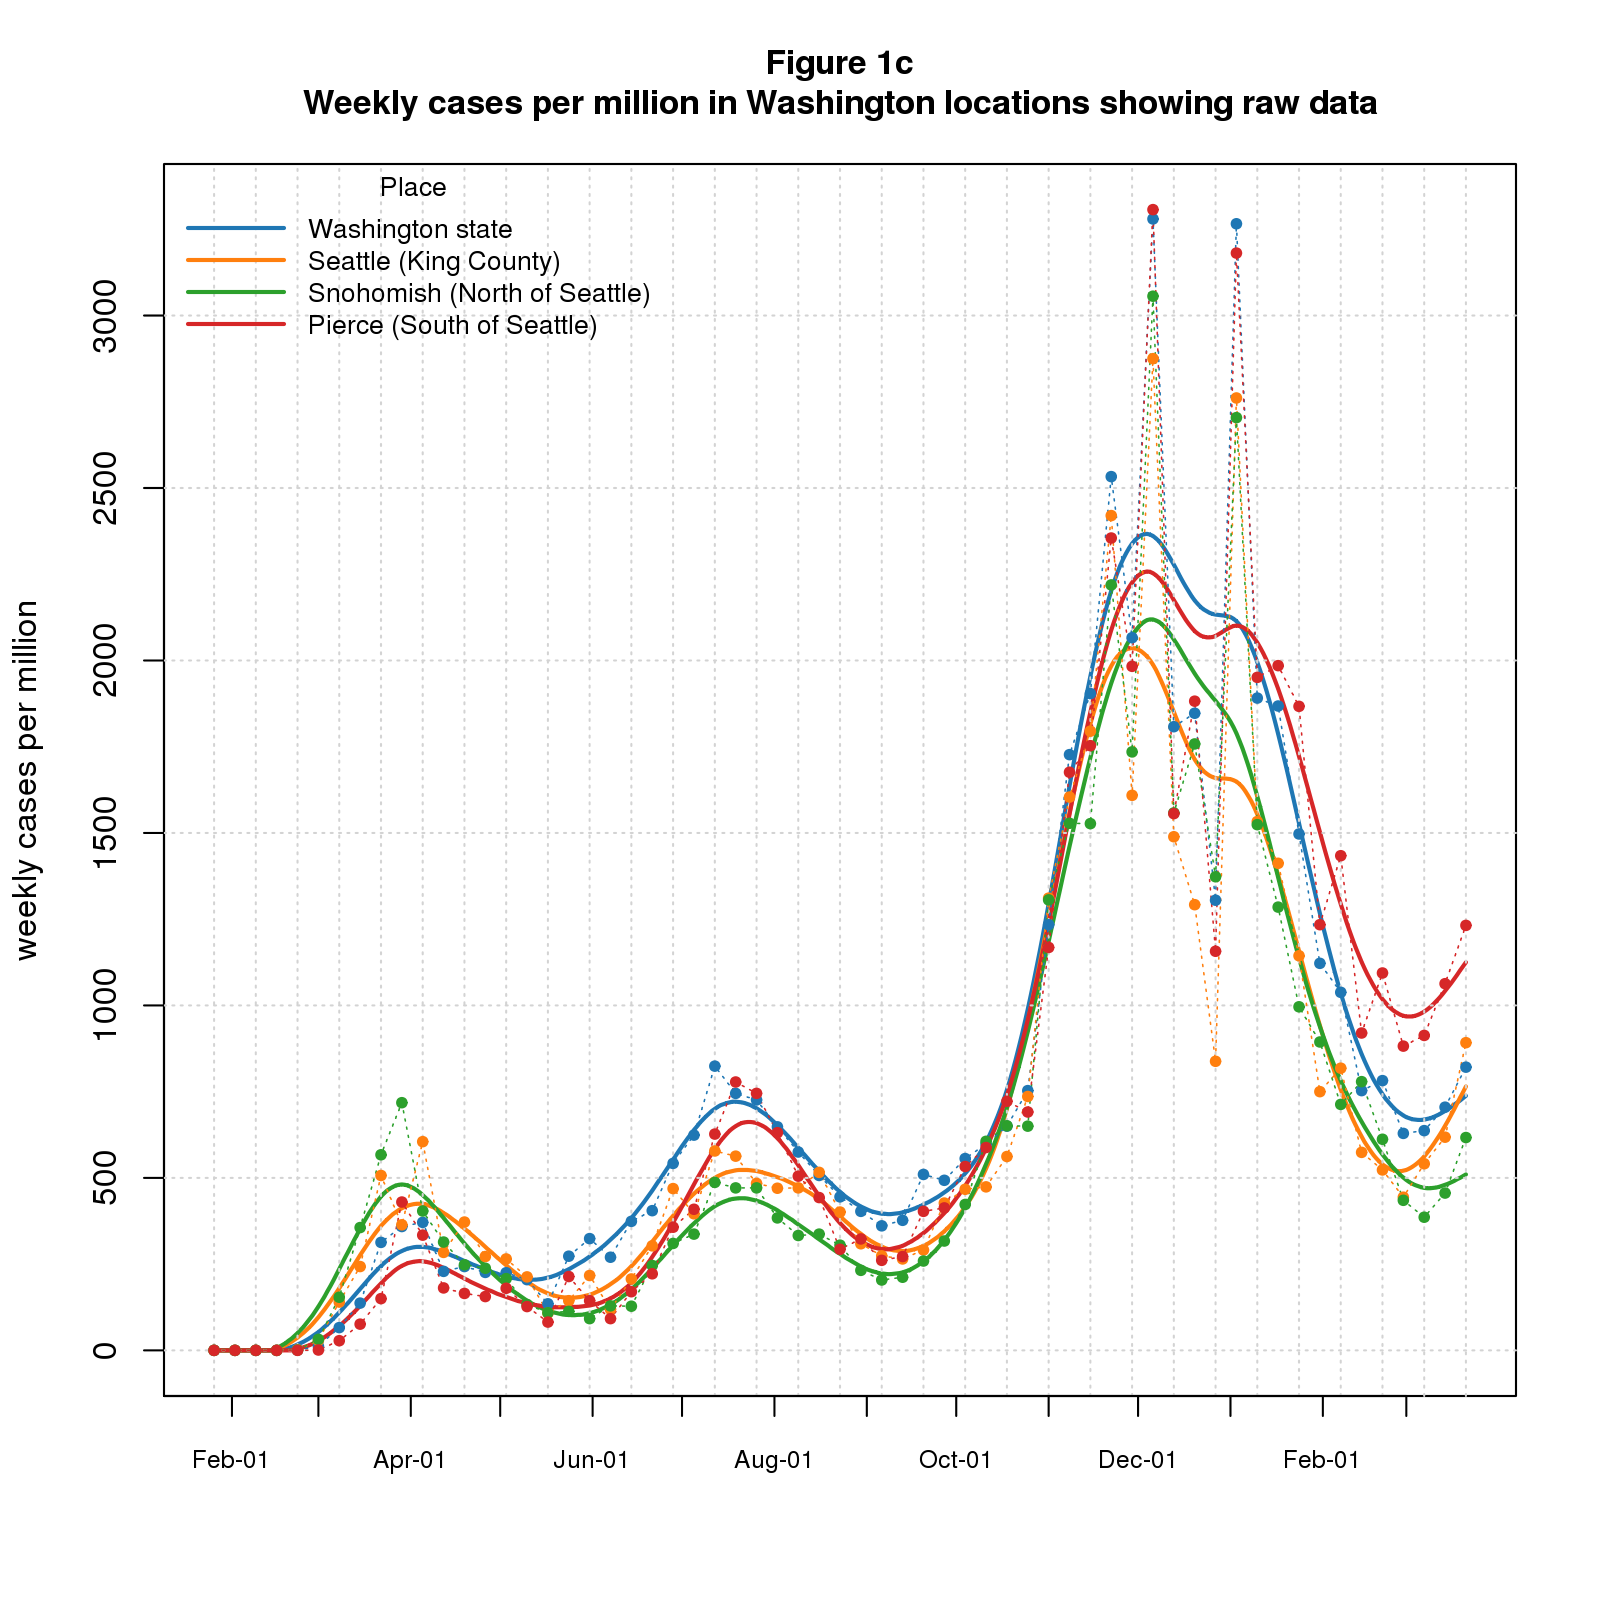 Figure 1c
Weekly cases per million in Washington locations showing raw data
Place
Washington state
Seattle (King County)
Snohomish (North of Seattle)
Pierce (South of Seattle)
weekly cases per million
3000
2500
2000
1500
1000
500
0
Feb-01
Apr-01
Jun-01
Aug-01
Oct-01
Dec-01
Feb-01